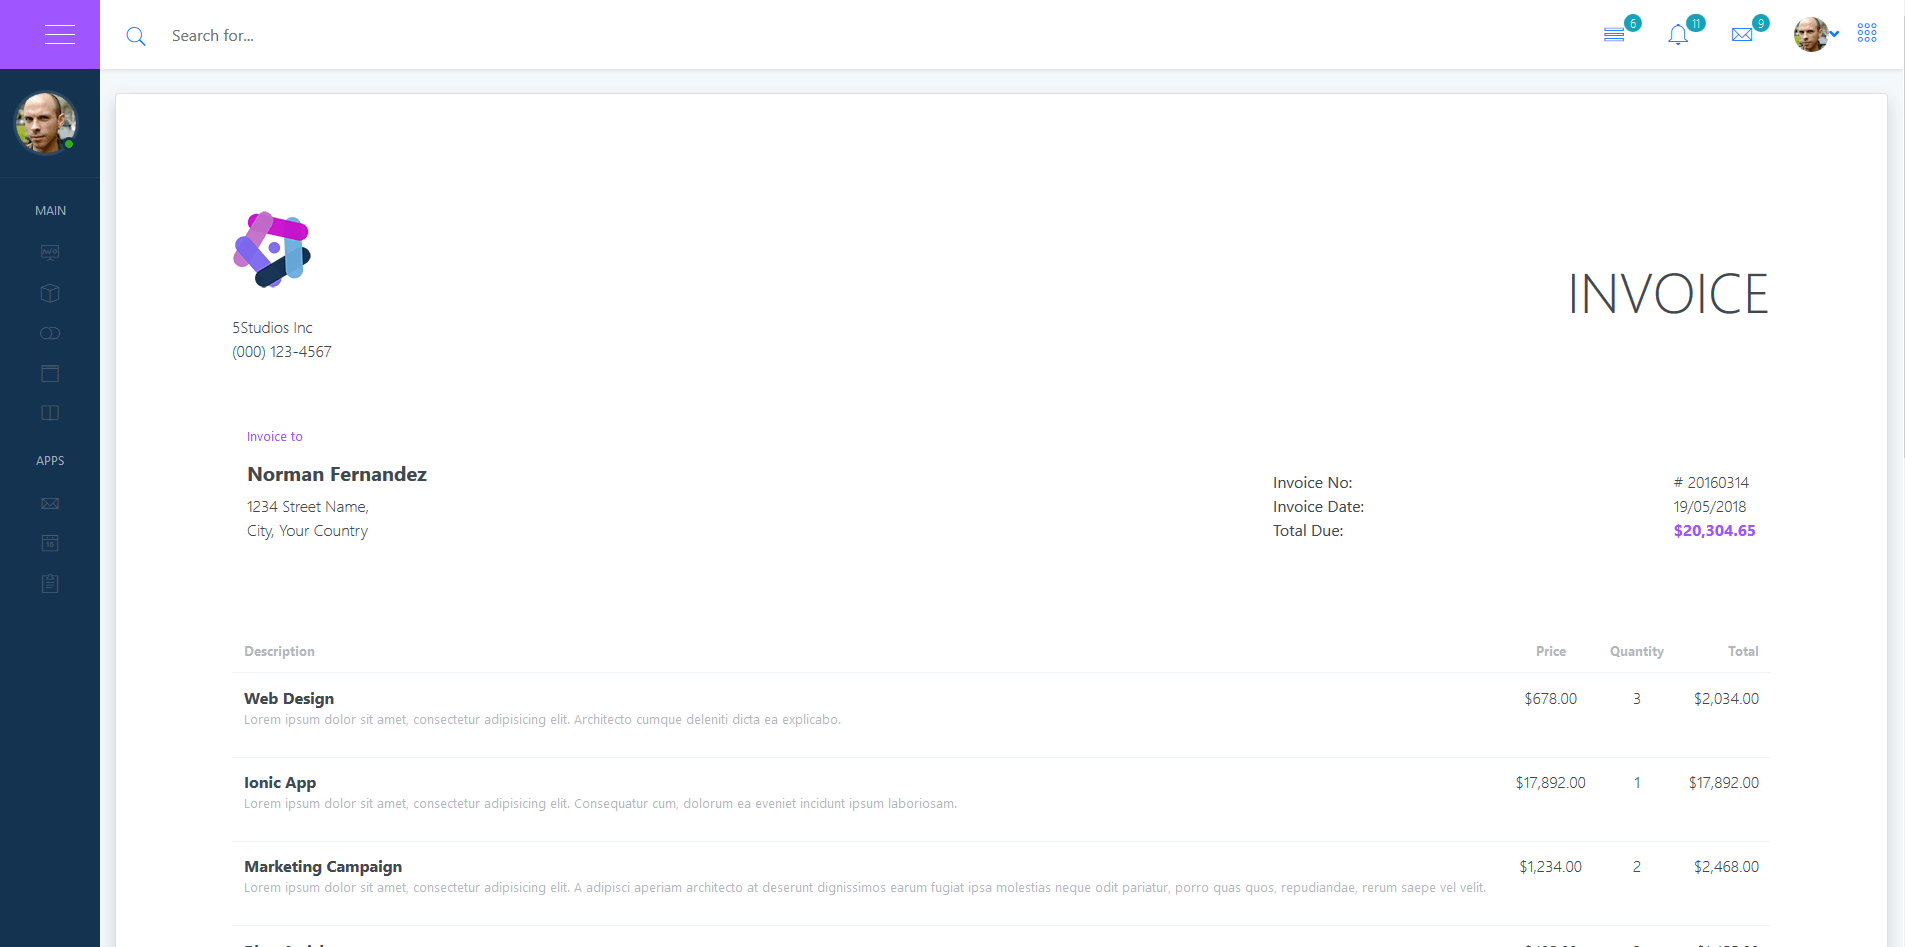 Search for...
6
11
9
MAIN
APPS
5Studios Inc
(000) 123-4567
INVOICE
Invoice to
Norman Fernandez
1234 Street Name,
City, Your Country
Invoice No: # 20160314
Invoice Date: 19/05/2018
Total Due: $20,304.65
Description Price Quantity Total
Web Design $678.00 3 $2,034.00
Lorem ipsum dolor sit amet, consectetur adipisicing elit. Architecto cumque deleniti dicta ea explicabo.
Ionic App $17,892.00 1 $17,892.00
Lorem ipsum dolor sit amet, consectetur adipisicing elit. Consequatur cum, dolorum ea eveniet incidunt ipsum laboriosam.
Marketing Campaign $1,234.00 2 $2,468.00
Lorem ipsum dolor sit amet, consectetur adipisicing elit. A adipisci aperiam architecto at deserunt dignissimos earum fugiat ipsa molestias neque odit pariatur, porro quas quos, repudiandae, rerum saepe vel velit.